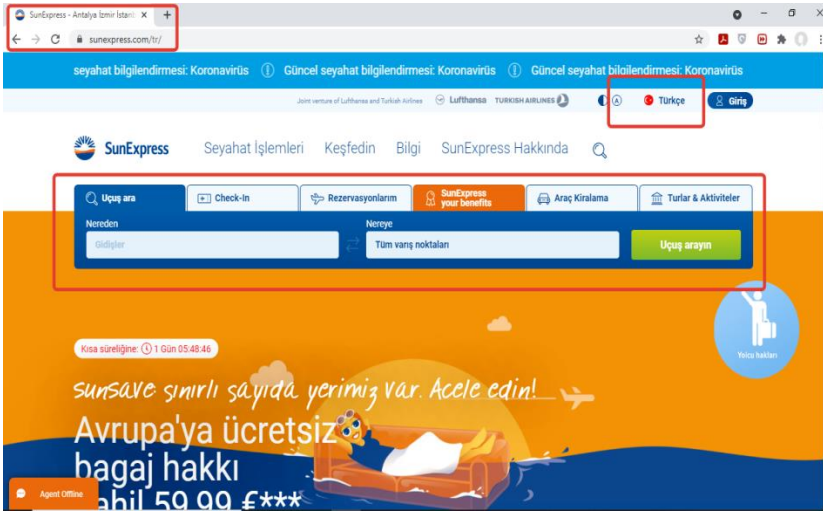 SunExpress - Antalya İzmir İstanb
sunexpress.com/tr/
seyahat bilgilendirmesi: Koronavirüs Güncel seyahat bilgilendirmesi: Koronavirüs Güncel seyahat bilgilendirmesi: Koronavirüs
Joint venture of Lufthansa and Turkish Airlines Lufthansa TURKISH AIRLINES A Türkçe Giriş
SunExpress Seyahat İşlemleri Keşfedin Bilgi SunExpress Hakkında
Uçuş ara Check-In Rezervasyonlarım SunExpress your benefits Araç Kiralama Turlar & Aktiviteler
Nereden Nereye
Gidişler Tüm varış noktaları Uçuş arayın
Kısa süreliğine: 1 Gün 05:48:46
Yolcu hakları
sunsave sınırlı sayıda yerimiz var. Acele edin!
Avrupa'ya ücretsiz
bagaj hakkı
dahil 59,99 €***
Agent Offline